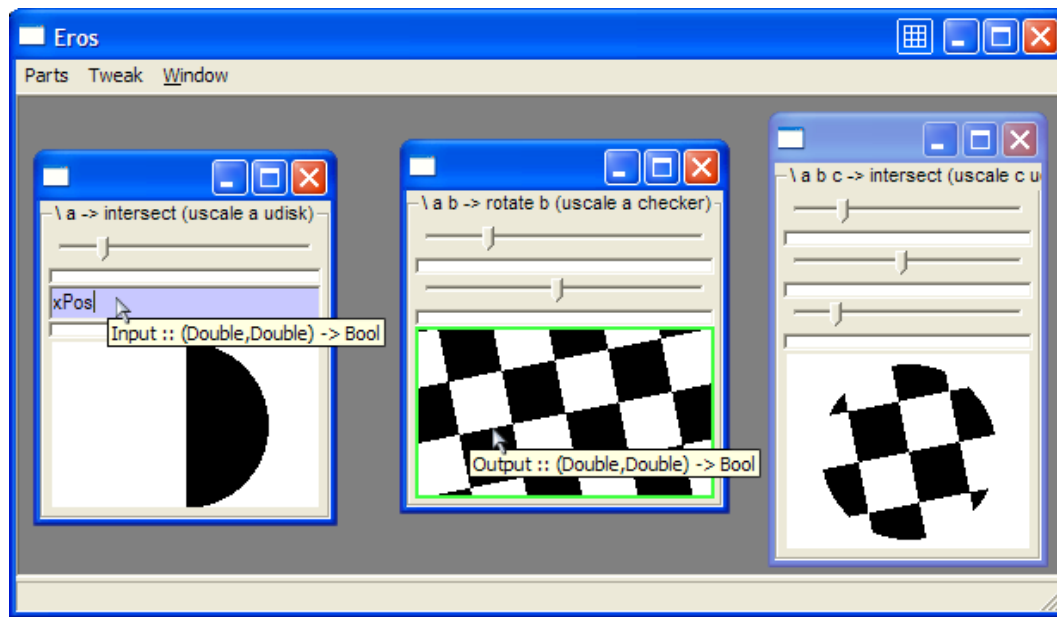 Eros
Parts Tweak Window
\ a -> intersect (uscale a udisk)
xPos
Input :: (Double,Double) -> Bool
\ a b -> rotate b (uscale a checker)
Output :: (Double,Double) -> Bool
\ a b c -> intersect (uscale c u